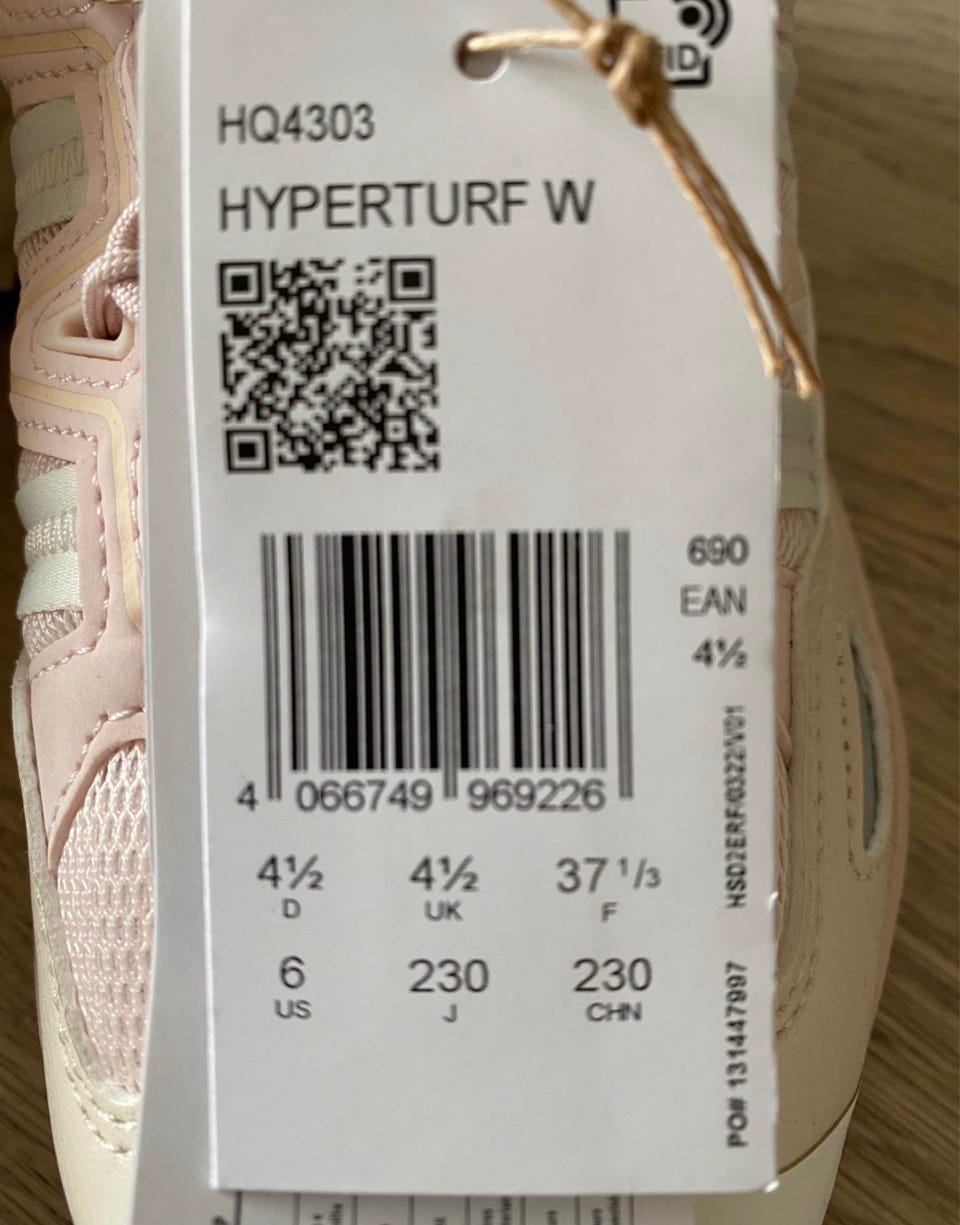 ID
HQ4303
HYPERTURF W
690
EAN
4½
4 066749 969226
4½ 4½ 37 1/3
D UK F
6 230 230
US J CHN
HSD2ERF/0322/V01
PO# 131447997